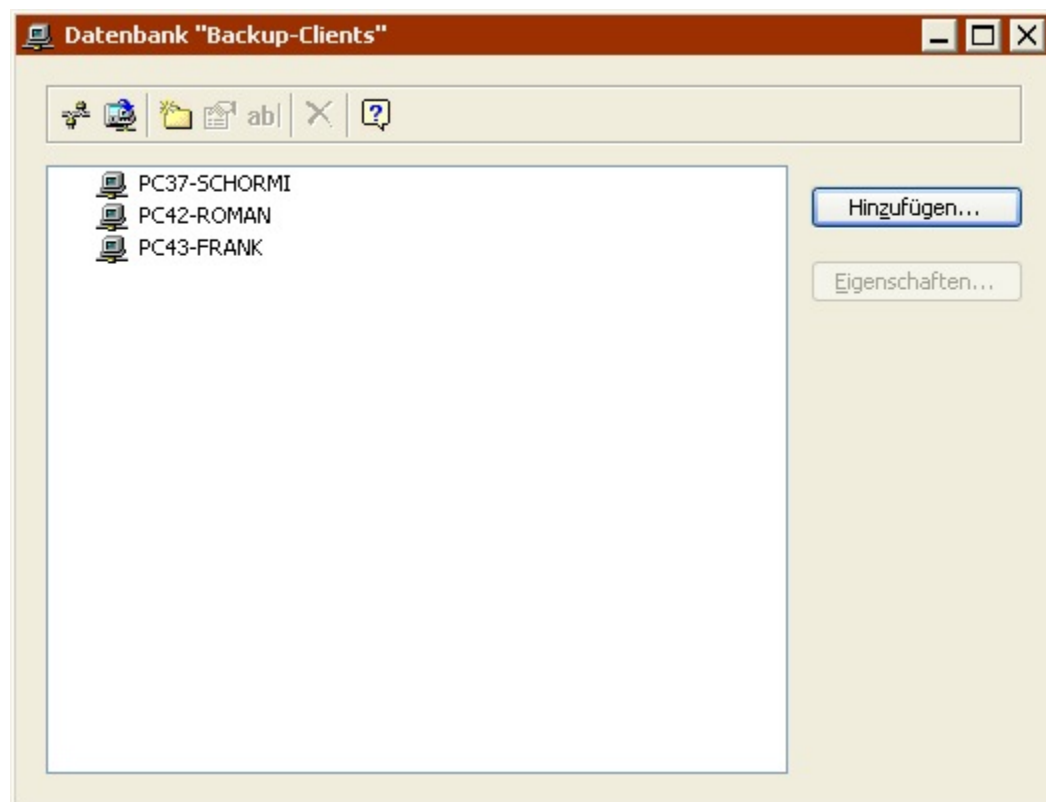 Datenbank "Backup-Clients"
ab|
PC37-SCHORMI
PC42-ROMAN
PC43-FRANK
Hinzufügen...
Eigenschaften...